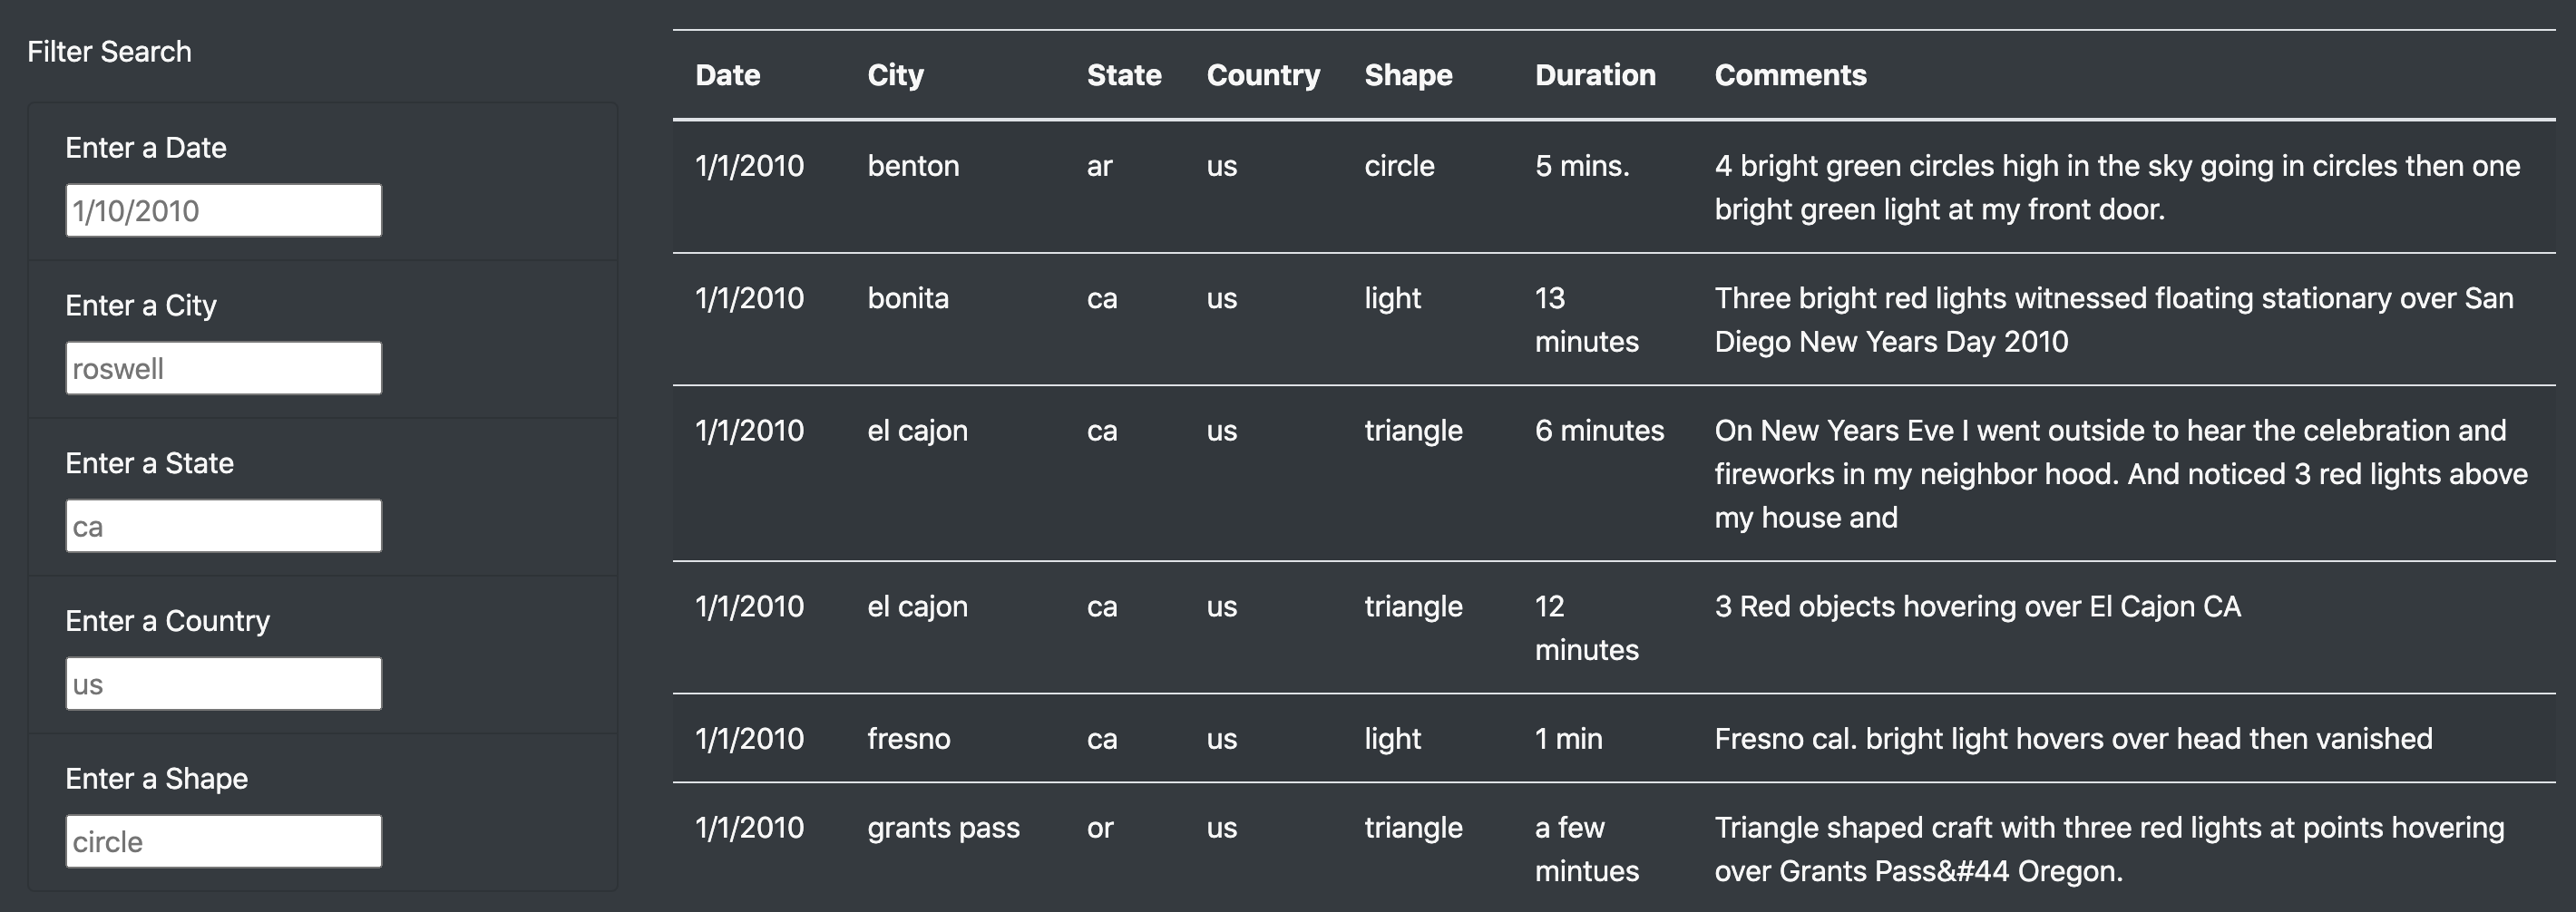 Filter Search
Enter a Date
1/10/2010
Enter a City
roswell
Enter a State
ca
Enter a Country
us
Enter a Shape
circle
Date City State Country Shape Duration Comments
1/1/2010 benton ar us circle 5 mins. 4 bright green circles high in the sky going in circles then one
bright green light at my front door.
1/1/2010 bonita ca us light 13 Three bright red lights witnessed floating stationary over San
minutes Diego New Years Day 2010
1/1/2010 el cajon ca us triangle 6 minutes On New Years Eve I went outside to hear the celebration and
fireworks in my neighbor hood. And noticed 3 red lights above
my house and
1/1/2010 el cajon ca us triangle 12 3 Red objects hovering over El Cajon CA
minutes
1/1/2010 fresno ca us light 1 min Fresno cal. bright light hovers over head then vanished
1/1/2010 grants pass or us triangle a few Triangle shaped craft with three red lights at points hovering
mintues over Grants Pass&#44 Oregon.